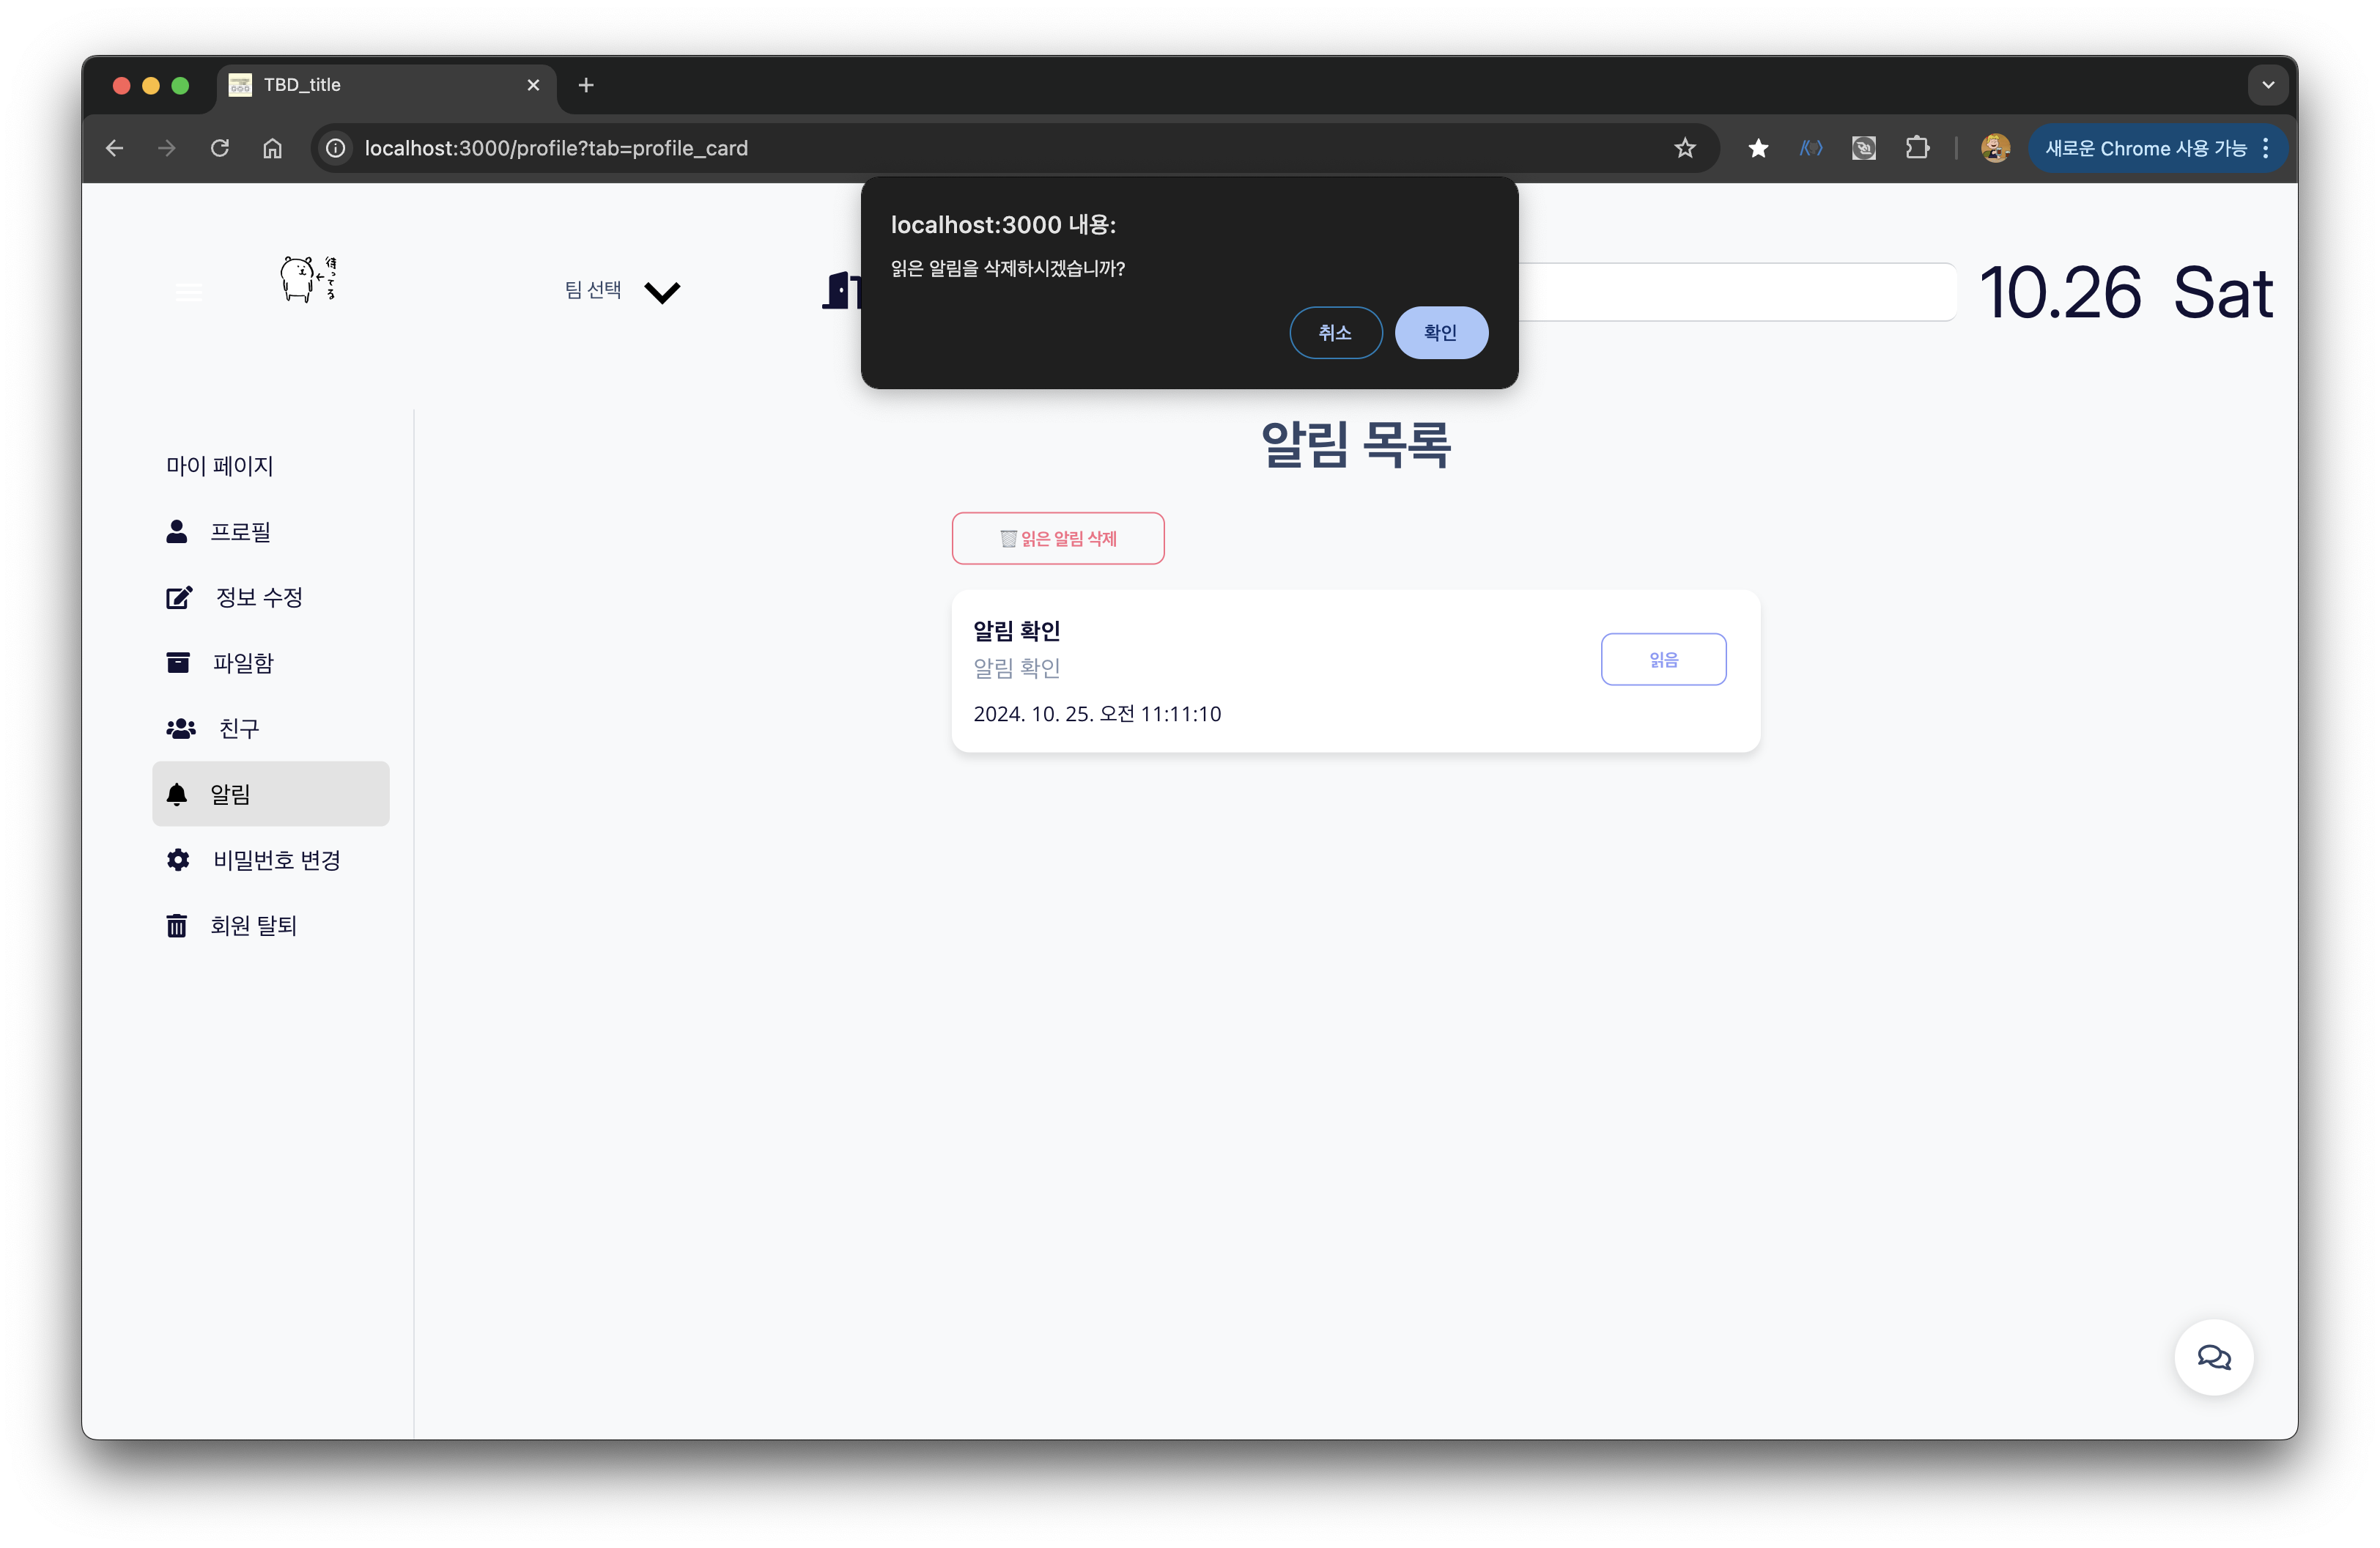 TBD_title
localhost:3000/profile?tab=profile_card
새로운 Chrome 사용 가능
localhost:3000 내용:
읽은 알림을 삭제하시겠습니까?
취소 확인
待ってる
팀 선택
10.26 Sat
알림 목록
마이 페이지
프로필
정보 수정
파일함
친구
알림
비밀번호 변경
회원 탈퇴
읽은 알림 삭제
알림 확인
알림 확인
읽음
2024. 10. 25. 오전 11:11:10